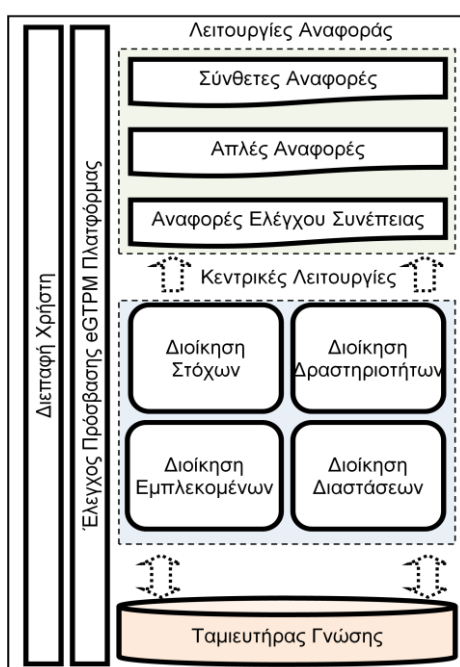 Διεπαφή Χρήστη
Έλεγχος Πρόσβασης eGTPM Πλατφόρμας
Λειτουργίες Αναφοράς
Σύνθετες Αναφορές
Απλές Αναφορές
Αναφορές Ελέγχου Συνέπειας
Κεντρικές Λειτουργίες
Διοίκηση
Στόχων
Διοίκηση
Δραστηριοτήτων
Διοίκηση
Εμπλεκομένων
Διοίκηση
Διαστάσεων
Ταμιευτήρας Γνώσης